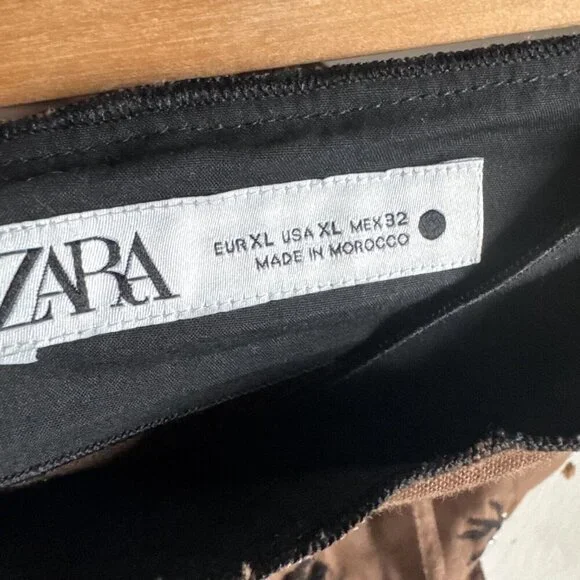 ZARA
EUR XL USA XL MEX 32
MADE IN MOROCCO